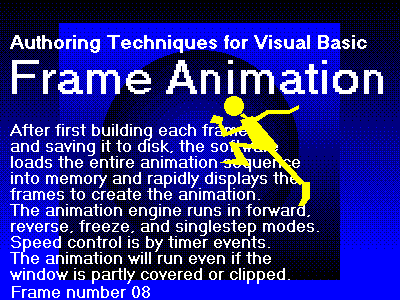 Authoring Techniques for Visual Basic
Frame Animation
After first building each frame
and saving it to disk, the software
loads the entire animation sequence
into memory and rapidly displays the
frames to create the animation.
The animation engine runs in forward,
reverse, freeze, and singlestep modes.
Speed control is by timer events.
The animation will run even if the
window is partly covered or clipped.
Frame number 08